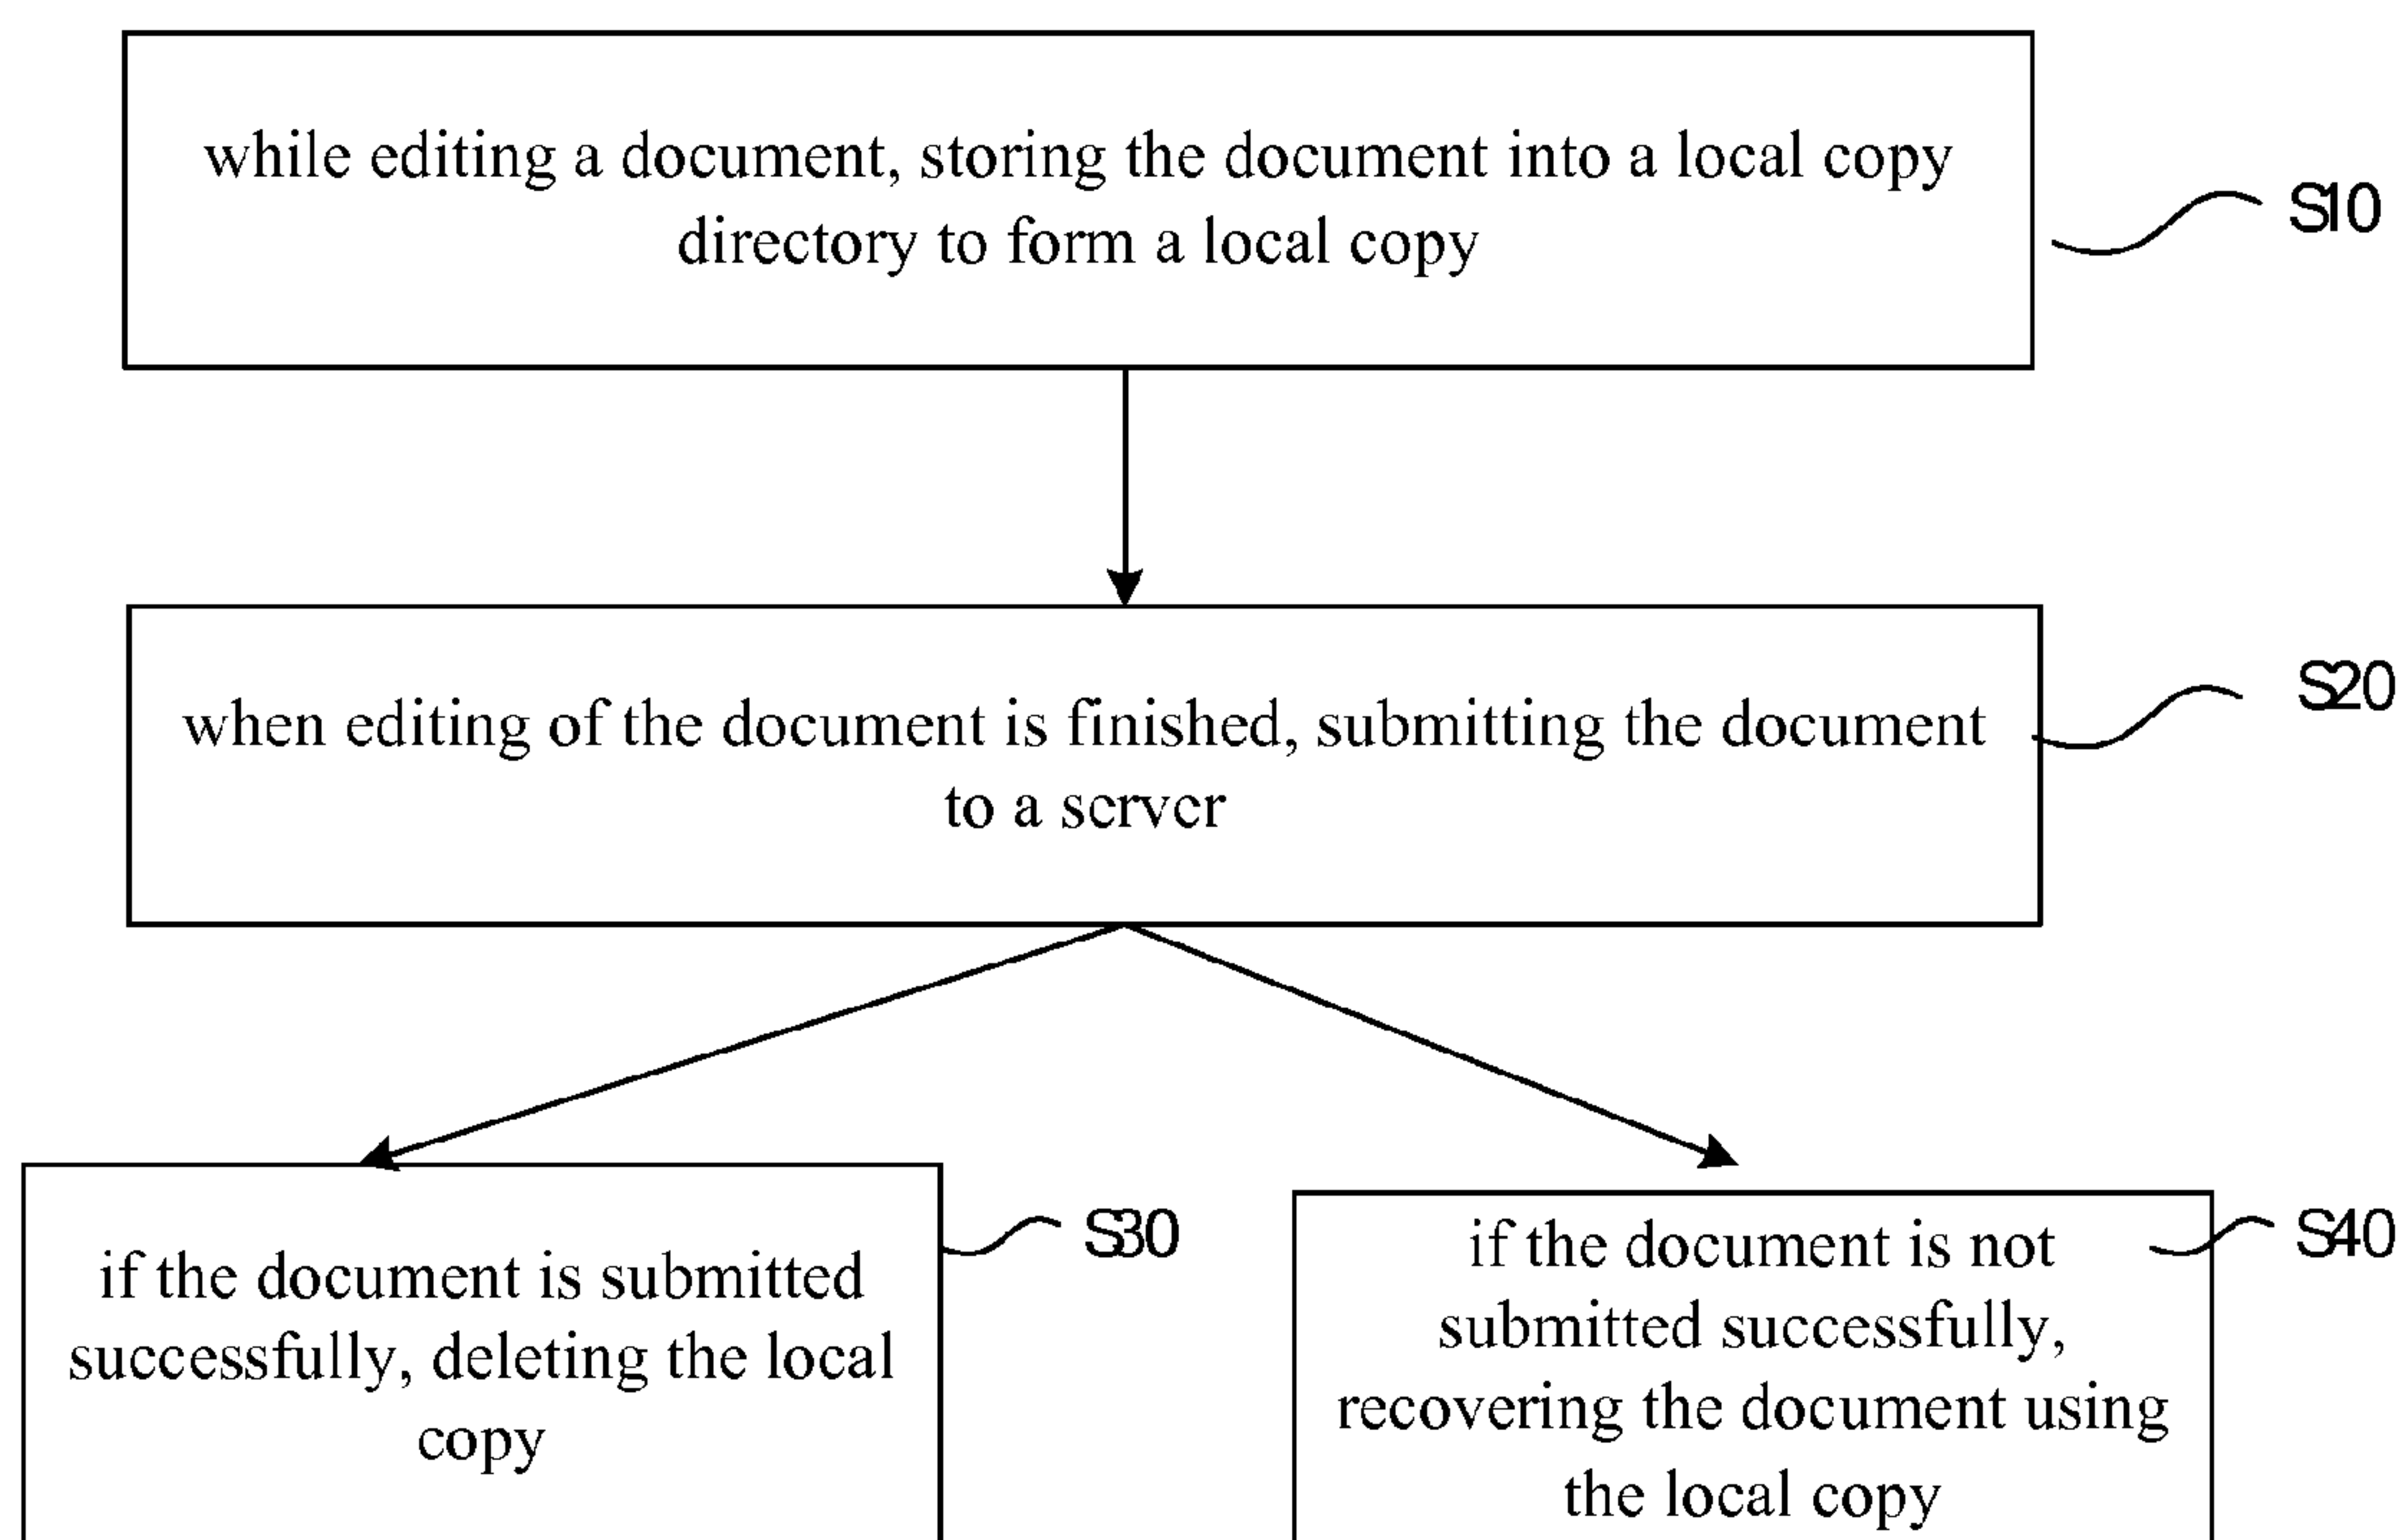 while editing a document, storing the document into a local copy
directory to form a local copy
S10
when editing of the document is finished, submitting the document
to a server
S20
if the document is submitted
successfully, deleting the local
copy
S30
if the document is not
submitted successfully,
recovering the document using
the local copy
S40